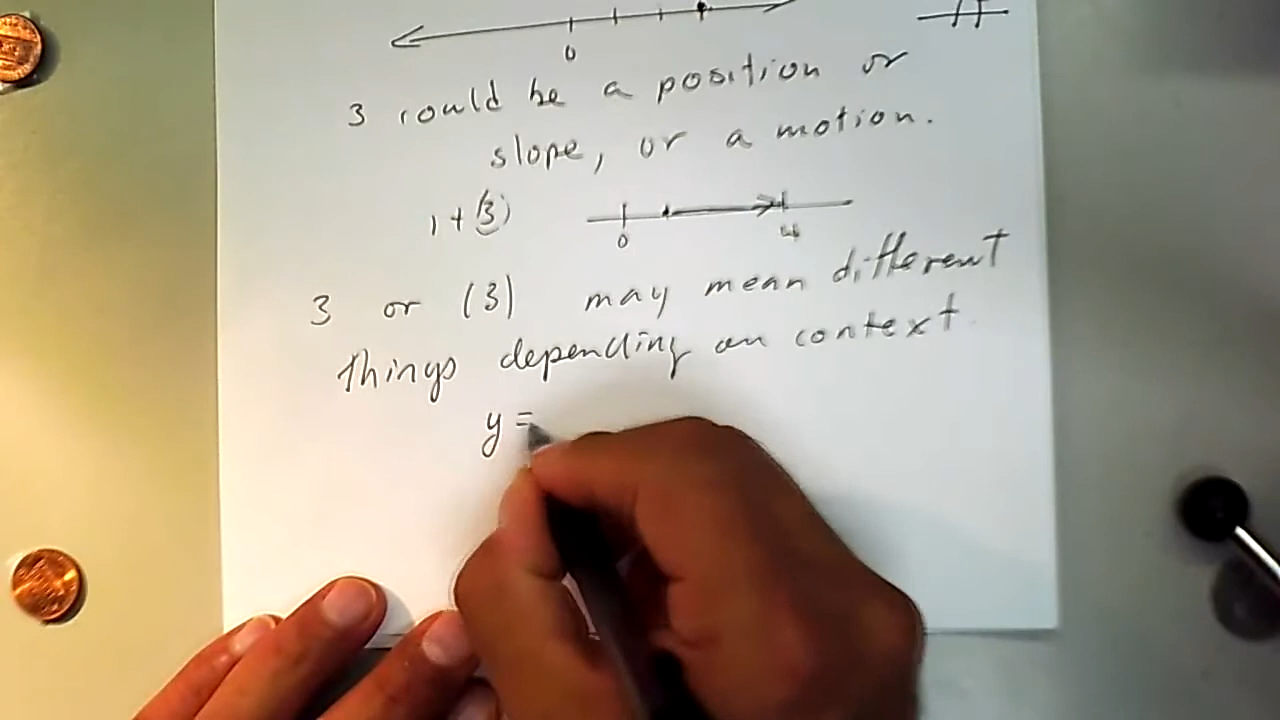 0
3 could be a position or
slope, or a motion.
1 + (3)
0 4
3 or (3) may mean different
things depending on context.
y =